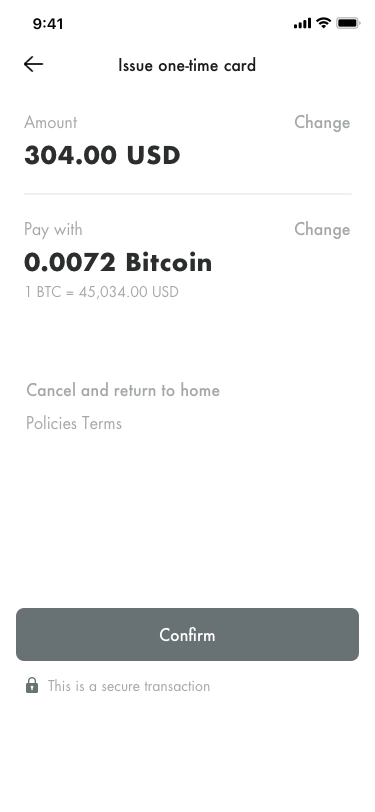 9:41
Issue one-time card
Amount Change
304.00 USD
Pay with Change
0.0072 Bitcoin
1 BTC = 45,034.00 USD
Cancel and return to home
Policies Terms
Confirm
This is a secure transaction